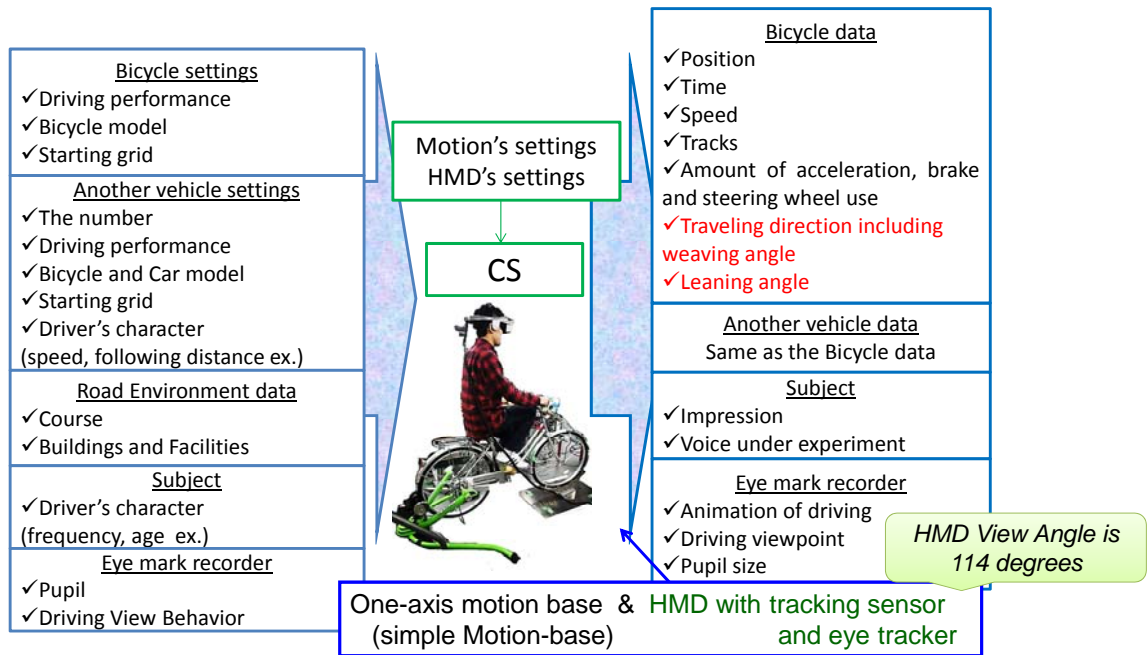 Bicycle settings
✓Driving performance
✓Bicycle model
✓Starting grid
Another vehicle settings
✓The number
✓Driving performance
✓Bicycle and Car model
✓Starting grid
✓Driver's character
(speed, following distance ex.)
Road Environment data
✓Course
✓Buildings and Facilities
Subject
✓Driver's character
(frequency, age ex.)
Eye mark recorder
✓Pupil
✓Driving View Behavior
Motion's settings
HMD's settings
CS
Bicycle data
✓Position
✓Time
✓Speed
✓Tracks
✓Amount of acceleration, brake
and steering wheel use
✓Traveling direction including
weaving angle
✓Leaning angle
Another vehicle data
Same as the Bicycle data
Subject
✓Impression
✓Voice under experiment
Eye mark recorder
✓Animation of driving
✓Driving viewpoint
✓Pupil size
HMD View Angle is
114 degrees
One-axis motion base & HMD with tracking sensor
(simple Motion-base) and eye tracker